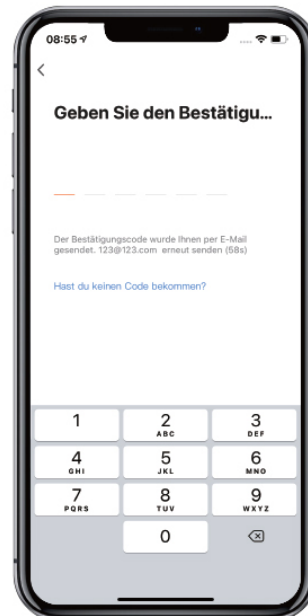 08:55
Geben Sie den Bestätigu...
Der Bestätigungscode wurde Ihnen per E-Mail
gesendet. 123@123.com erneut senden (58s)
Hast du keinen Code bekommen?
1 2 3
ABC DEF
4 5 6
GHI JKL MNO
7 8 9
PQRS TUV WXYZ
0